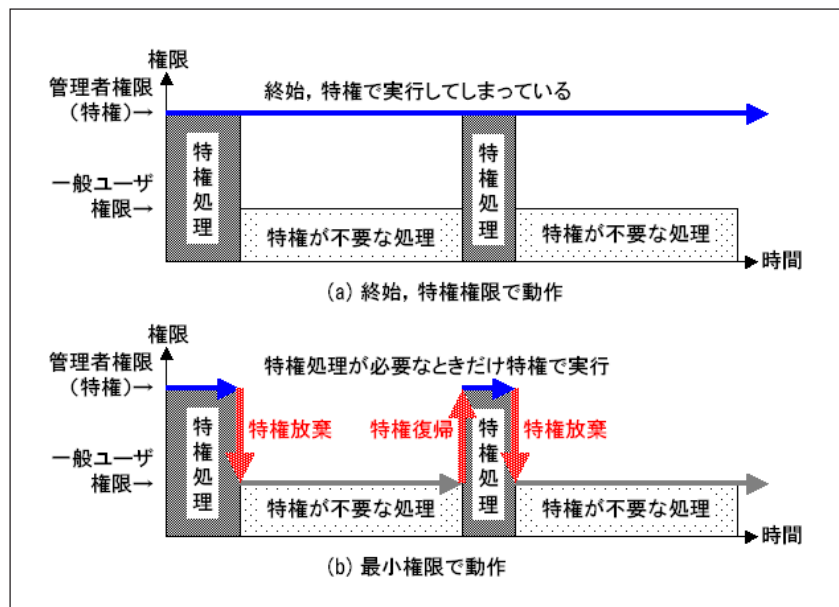 権限
管理者権限
(特権)→
終始，特権で実行してしまっている
特権処理
特権処理
一般ユーザ
権限→
特権が不要な処理
特権が不要な処理
時間
(a) 終始，特権権限で動作
権限
管理者権限
(特権)→
特権処理が必要なときだけ特権で実行
特権処理
特権放棄
特権復帰
特権処理
特権放棄
一般ユーザ
権限→
特権が不要な処理
特権が不要な処理
時間
(b) 最小権限で動作